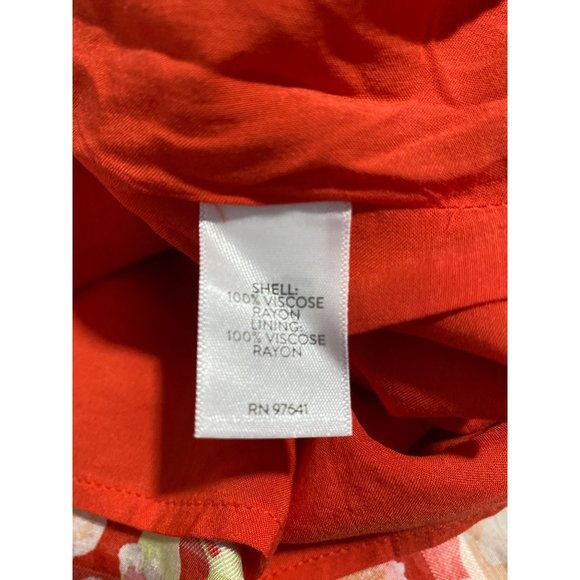 SHELL:
100% VISCOSE
RAYON
LINING:
100% VISCOSE
RAYON
RN 97641